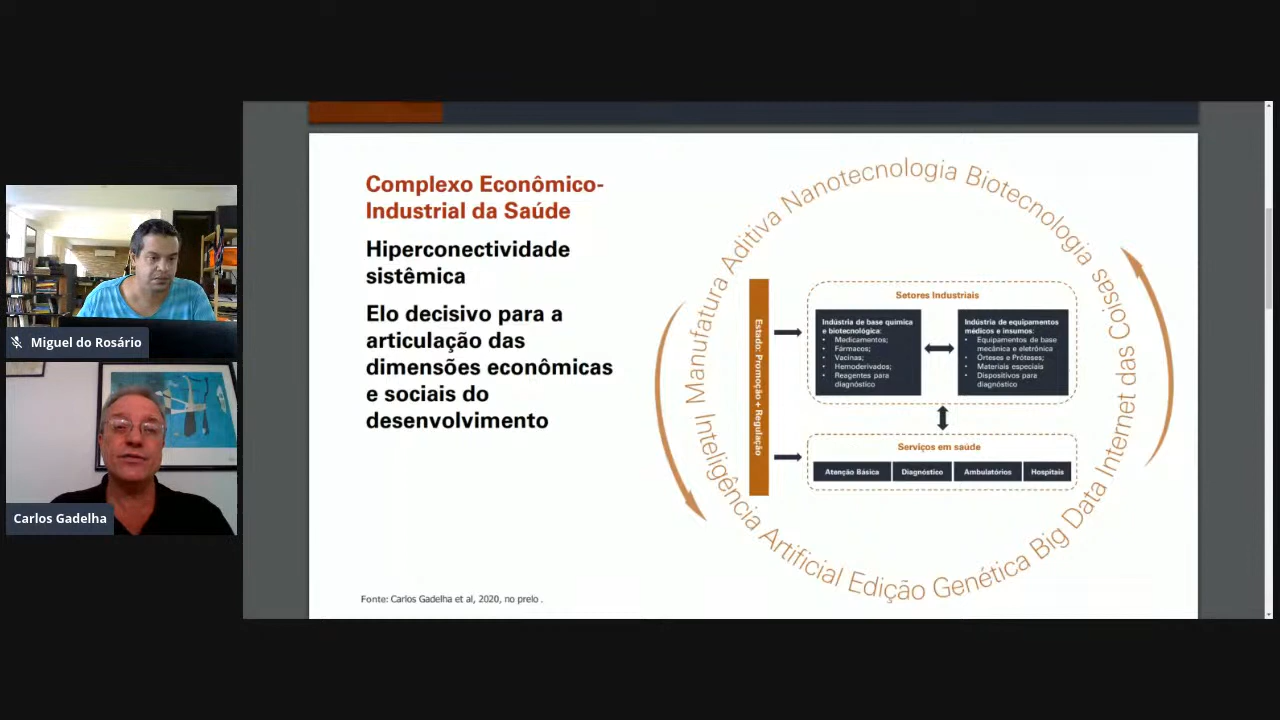 Miguel do Rosário
Carlos Gadelha
Complexo Econômico-
Industrial da Saúde
Hiperconectividade
sistêmica
Elo decisivo para a
articulação das
dimensões econômicas
e sociais do
desenvolvimento
Fonte: Carlos Gadelha et al, 2020, no prelo .
Manufatura Aditiva Nanotecnologia Biotecnologia
Internet das Coisas
Inteligência Artificial Edição Genética Big Data
Estado: Promoção + Regulação
Setores Industriais
Indústria de base química
e biotecnológica:
• Medicamentos;
• Fármacos;
• Vacinas;
• Hemoderivados;
• Reagentes para
diagnóstico
Indústria de equipamentos
médicos e insumos:
• Equipamentos de base
mecânica e eletrônica
• Órteses e Próteses;
• Materiais especiais
• Dispositivos para
diagnóstico
Serviços em saúde
Atenção Básica
Diagnóstico
Ambulatórios
Hospitais